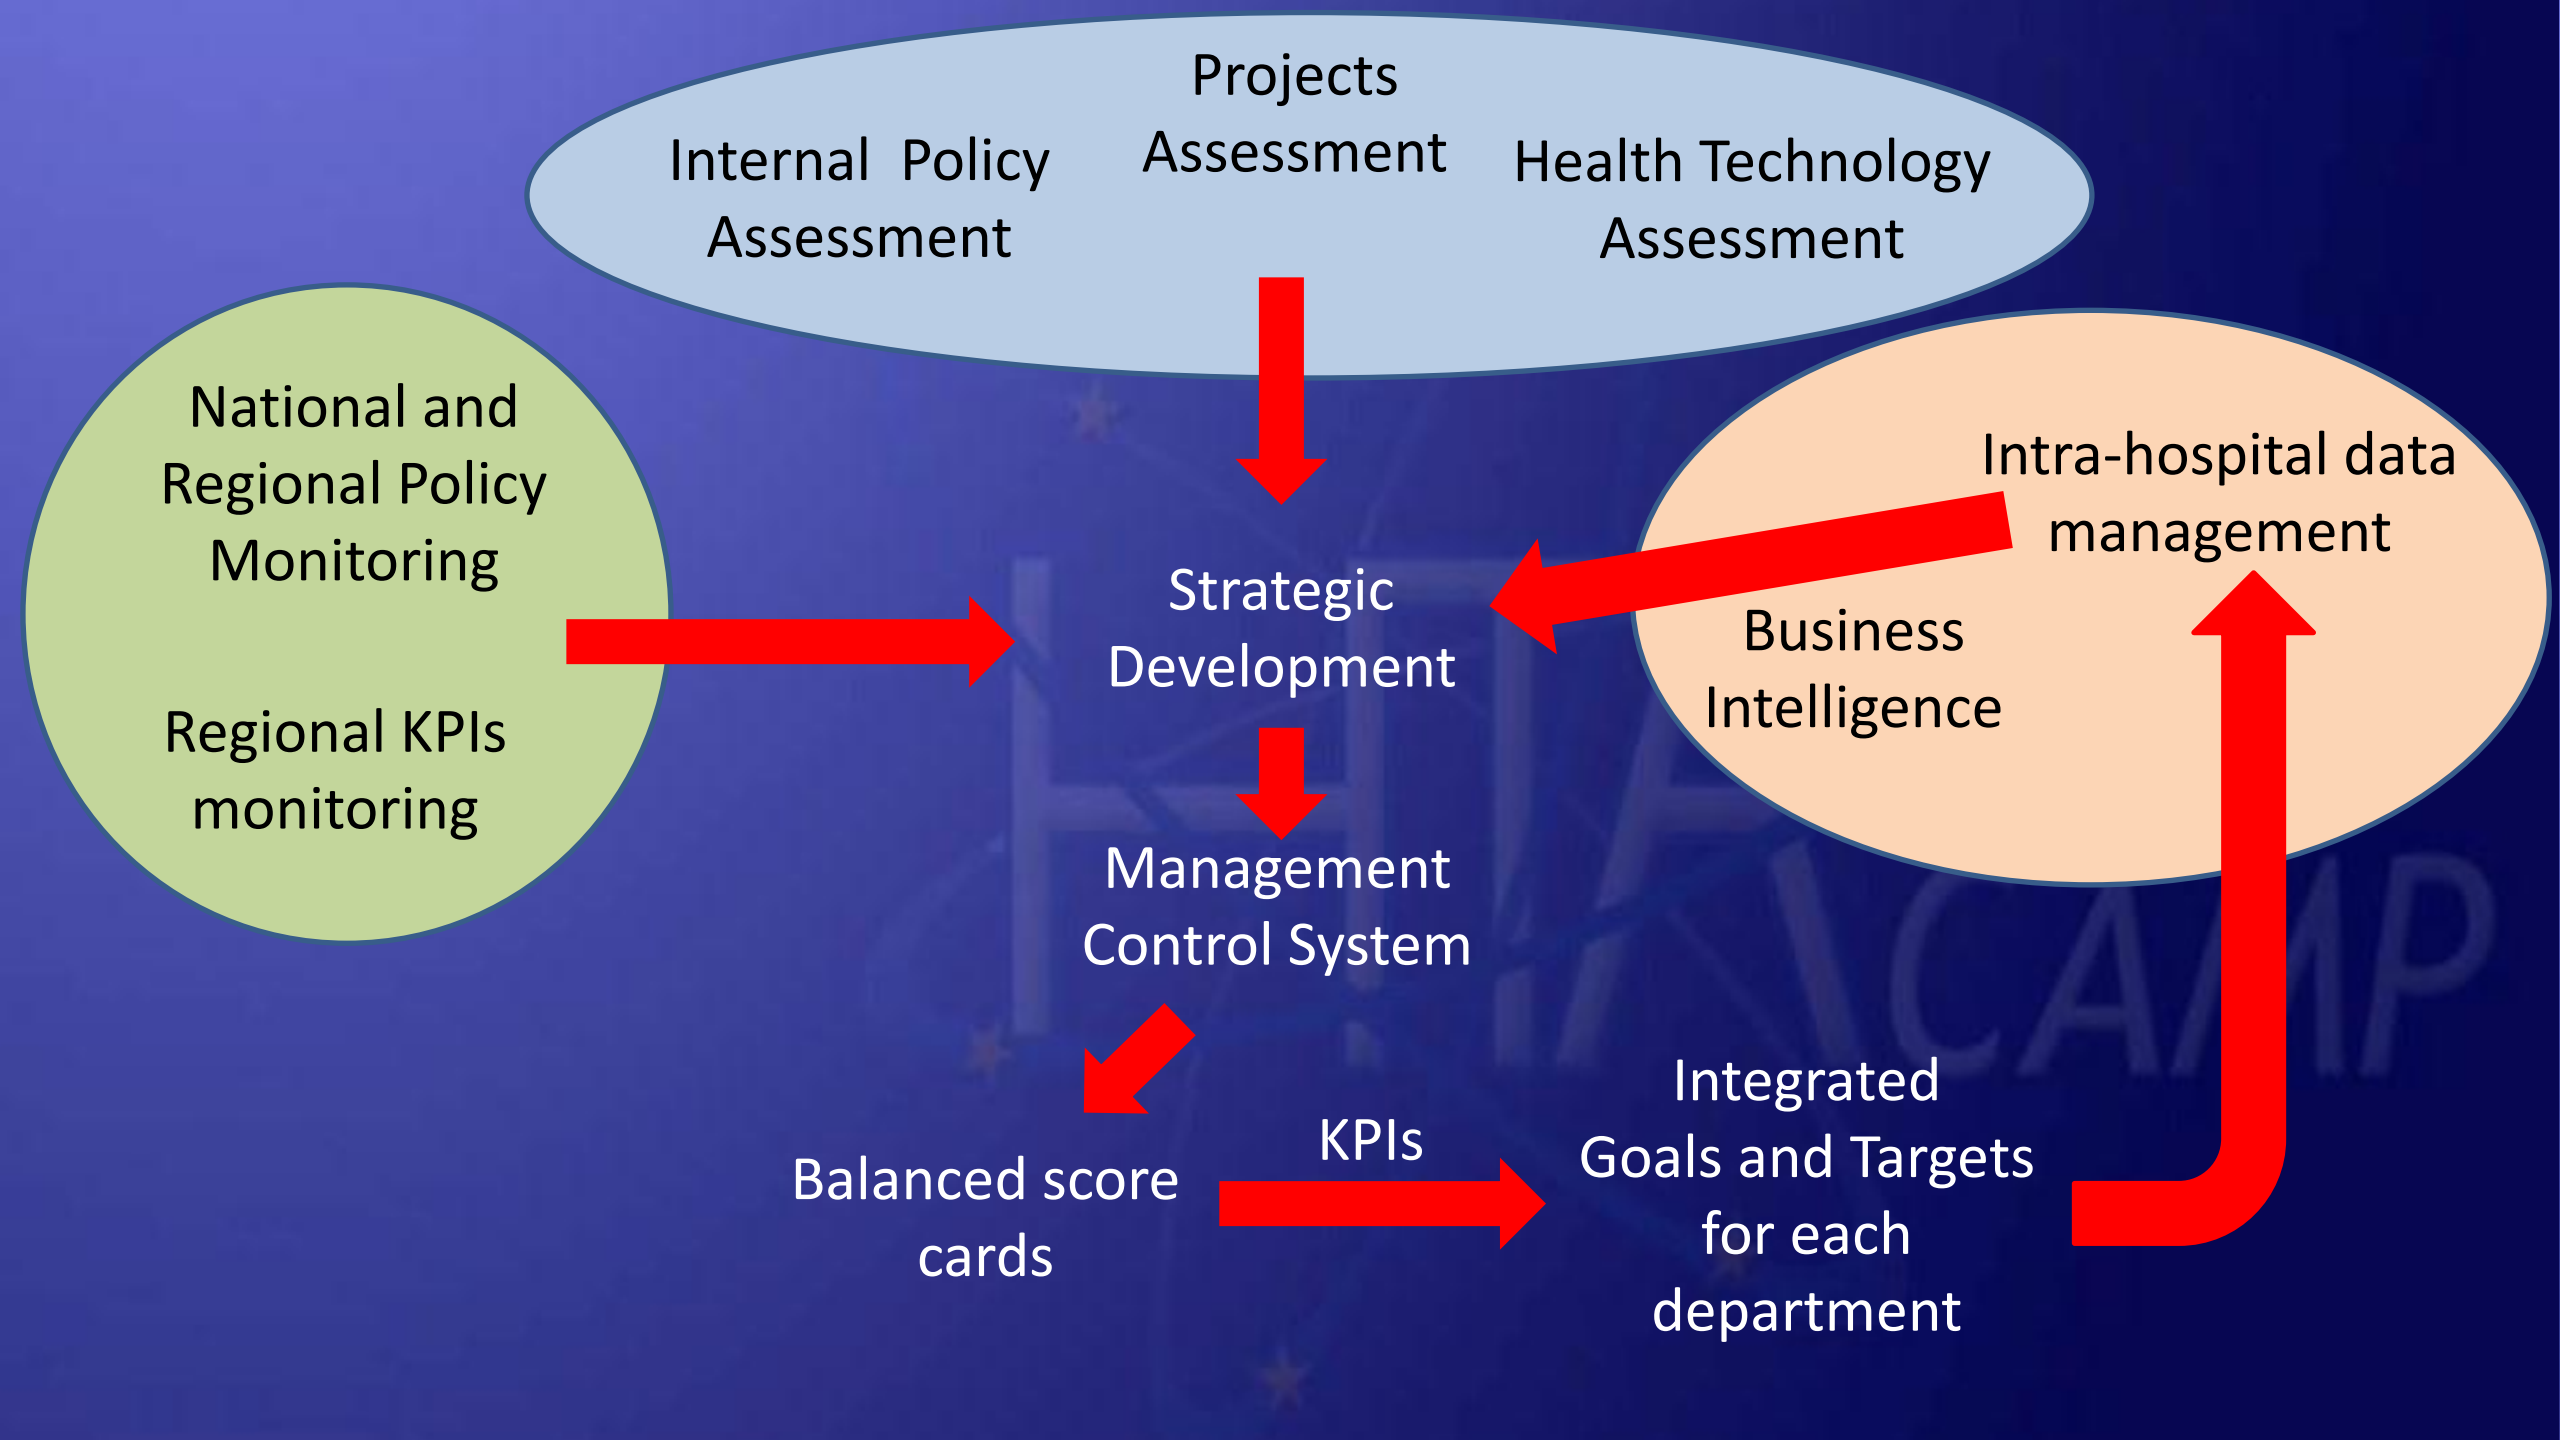 Projects
Assessment
Internal  Policy
Assessment
Health Technology
Assessment
National and
Regional Policy
Monitoring
Regional KPIs
monitoring
Intra-hospital data
management
Business
Intelligence
Strategic
Development
Management
Control System
Balanced score
cards
KPIs
Integrated
Goals and Targets
for each
department
HTA
CAMP